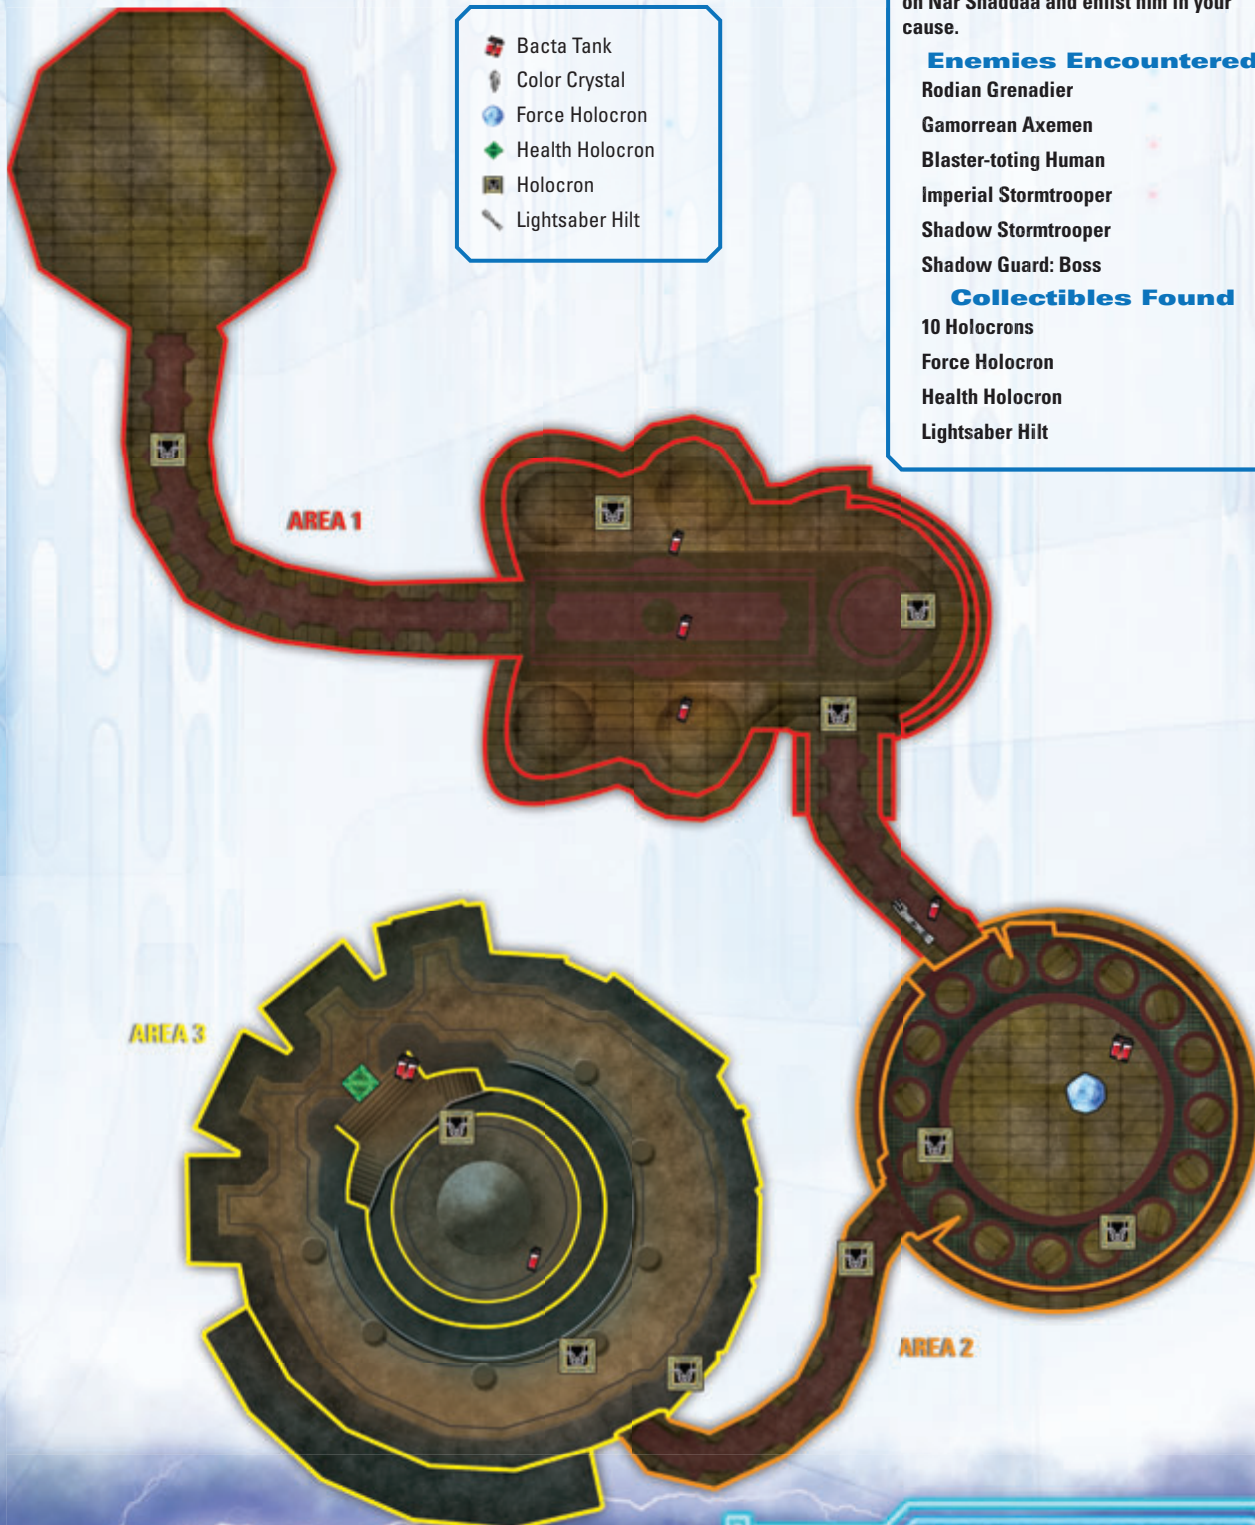 on Nar Shaddaa and enlist him in your
cause.
Enemies Encountered
Rodian Grenadier
Gamorrean Axemen
Blaster-toting Human
Imperial Stormtrooper
Shadow Stormtrooper
Shadow Guard: Boss
Collectibles Found
10 Holocrons
Force Holocron
Health Holocron
Lightsaber Hilt
Bacta Tank
Color Crystal
Force Holocron
Health Holocron
Holocron
Lightsaber Hilt
AREA 1
AREA 3
AREA 2